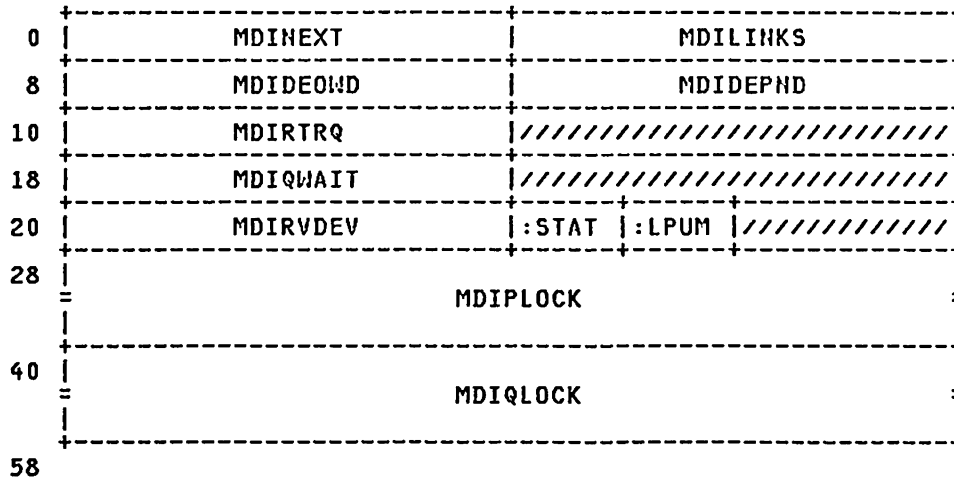 0 | MDINEXT | MDILINKS
8 | MDIDEOWD | MDIDEPND
10 | MDIRTRQ |///////////////////////////
18 | MDIQWAIT |///////////////////////////
20 | MDIRVDEV |:STAT |:LPUM |/////////////
28 |
= MDIPLOCK =
40 |
= MDIQLOCK =
58